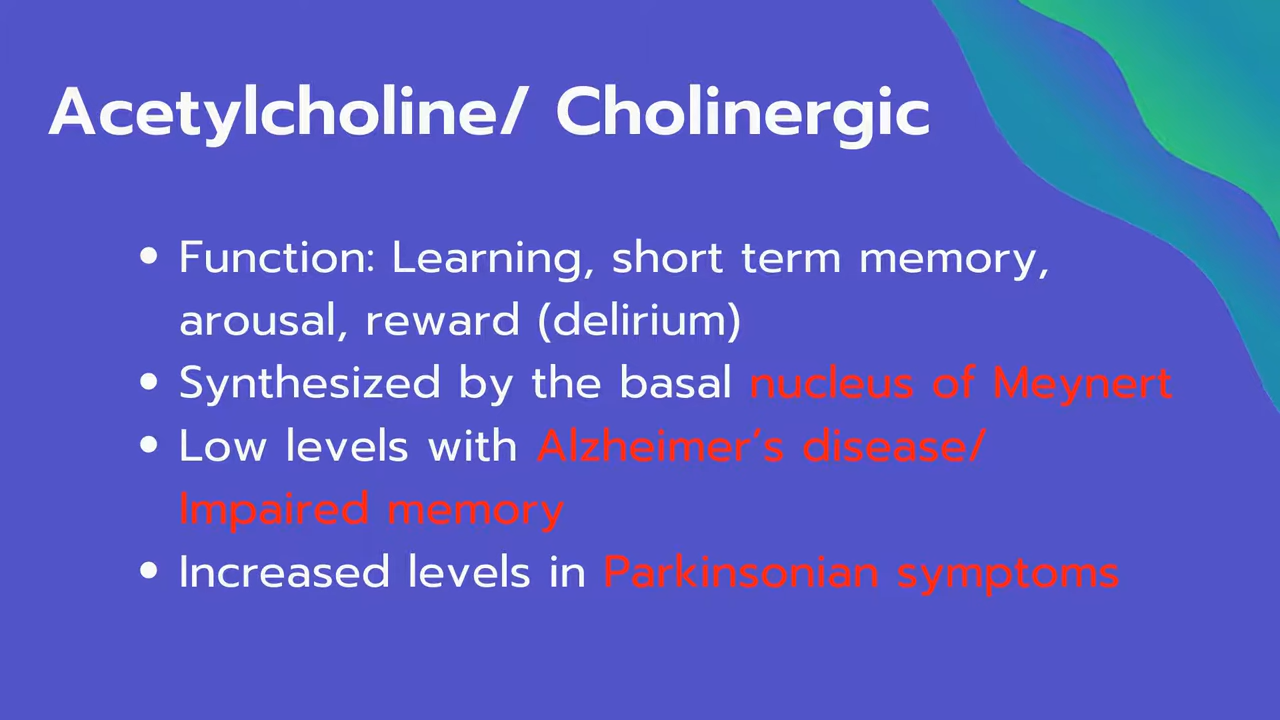 Acetylcholine/ Cholinergic
• Function: Learning, short term memory,
arousal, reward (delirium)
• Synthesized by the basal nucleus of Meynert
• Low levels with Alzheimer’s disease/
Impaired memory
• Increased levels in Parkinsonian symptoms